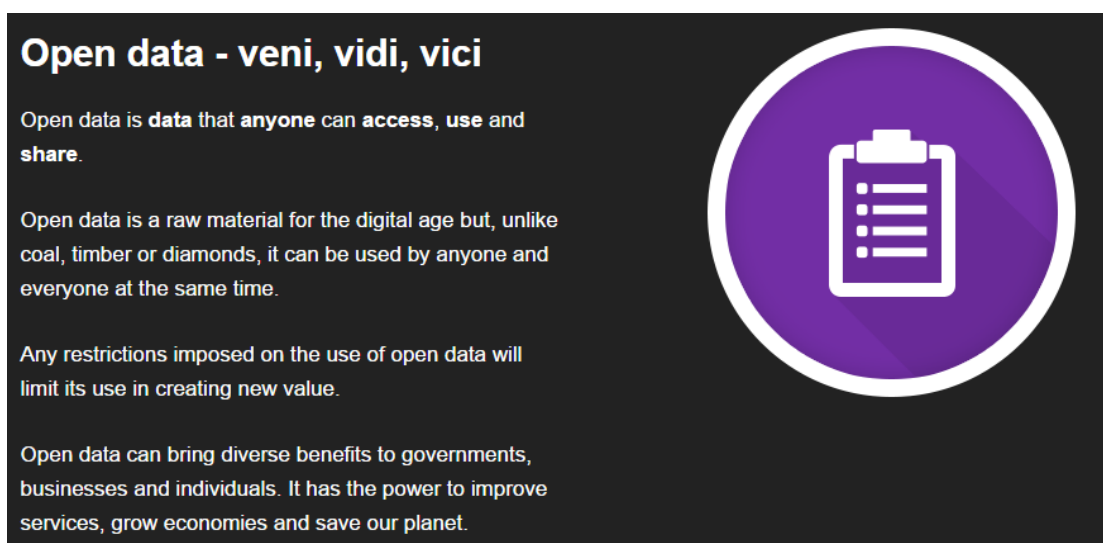 Open data - veni, vidi, vici
Open data is data that anyone can access, use and
share.
Open data is a raw material for the digital age but, unlike
coal, timber or diamonds, it can be used by anyone and
everyone at the same time.
Any restrictions imposed on the use of open data will
limit its use in creating new value.
Open data can bring diverse benefits to governments,
businesses and individuals. It has the power to improve
services, grow economies and save our planet.